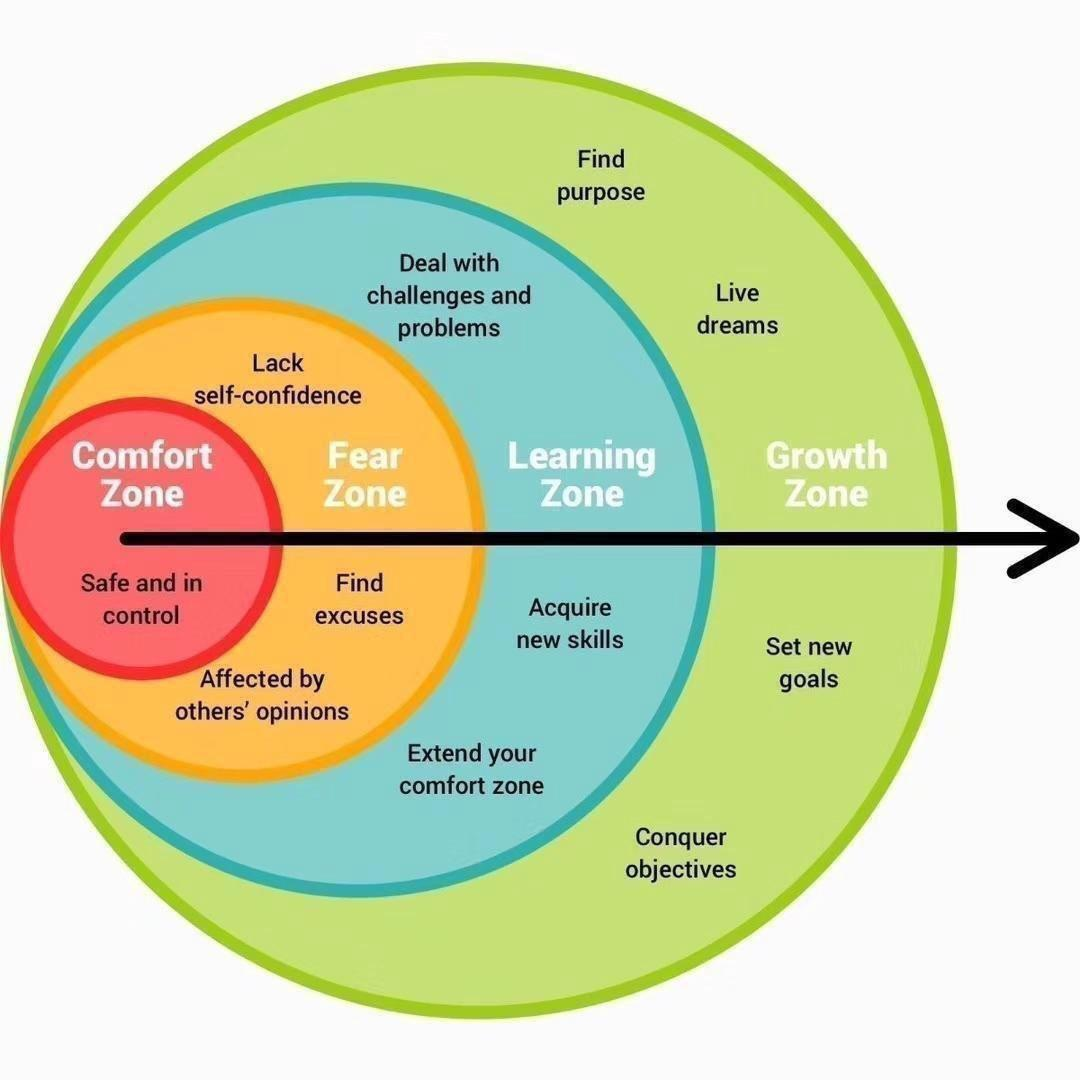 Find
purpose
Deal with
challenges and
problems
Live
dreams
Lack
self-confidence
Comfort
Zone
Fear
Zone
Learning
Zone
Growth
Zone
Safe and in
control
Find
excuses
Acquire
new skills
Set new
goals
Affected by
others’ opinions
Extend your
comfort zone
Conquer
objectives